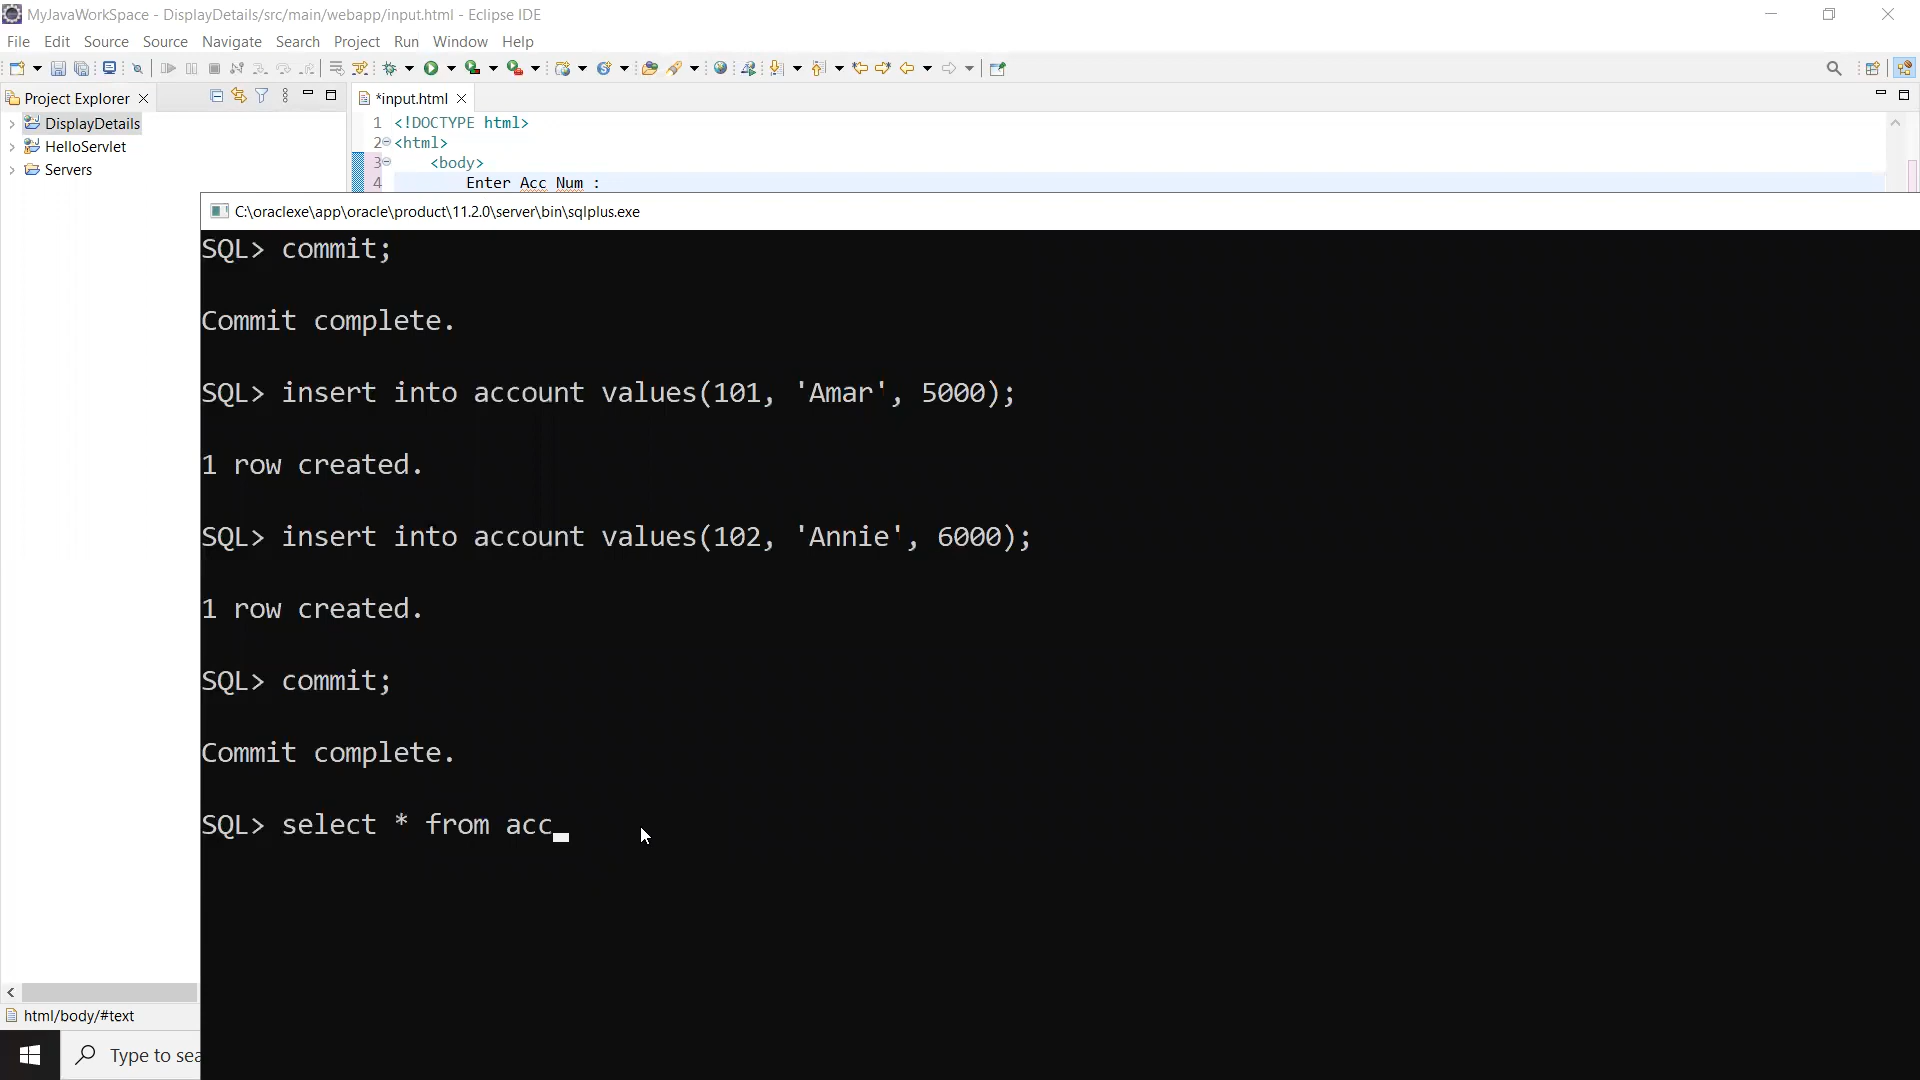 MyJavaWorkSpace - DisplayDetails/src/main/webapp/input.html - Eclipse IDE
File Edit Source Source Navigate Search Project Run Window Help
Project Explorer
*input.html
DisplayDetails
HelloServlet
Servers
1 <!DOCTYPE html>
2 <html>
3 <body>
4 Enter Acc Num :
C:\oraclexe\app\oracle\product\11.2.0\server\bin\sqlplus.exe
SQL> commit;
Commit complete.
SQL> insert into account values(101, 'Amar', 5000);
1 row created.
SQL> insert into account values(102, 'Annie', 6000);
1 row created.
SQL> commit;
Commit complete.
SQL> select * from acc_
html/body/#text
Type to sea